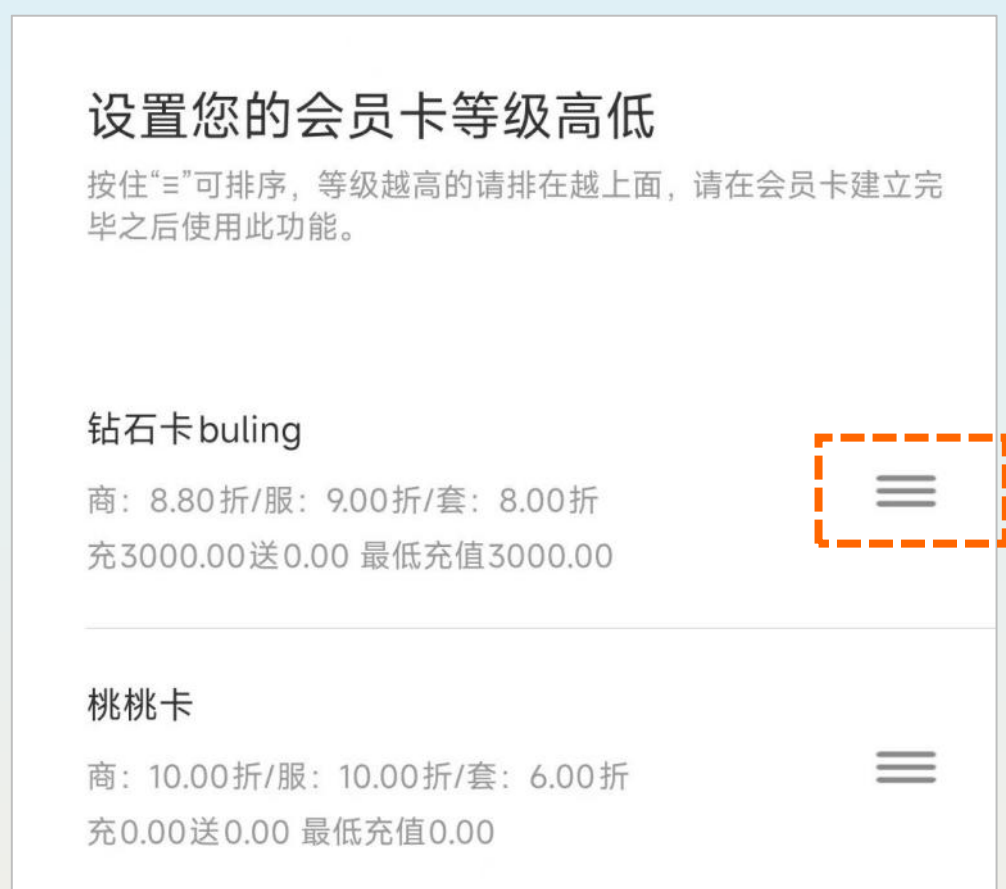 设置您的会员卡等级高低
按住“≡”可排序，等级越高的请排在越上面，请在会员卡建立完
毕之后使用此功能。
钻石卡buling
商：8.80折/服：9.00折/套：8.00折
充3000.00送0.00 最低充值3000.00
桃桃卡
商：10.00折/服：10.00折/套：6.00折
充0.00送0.00 最低充值0.00